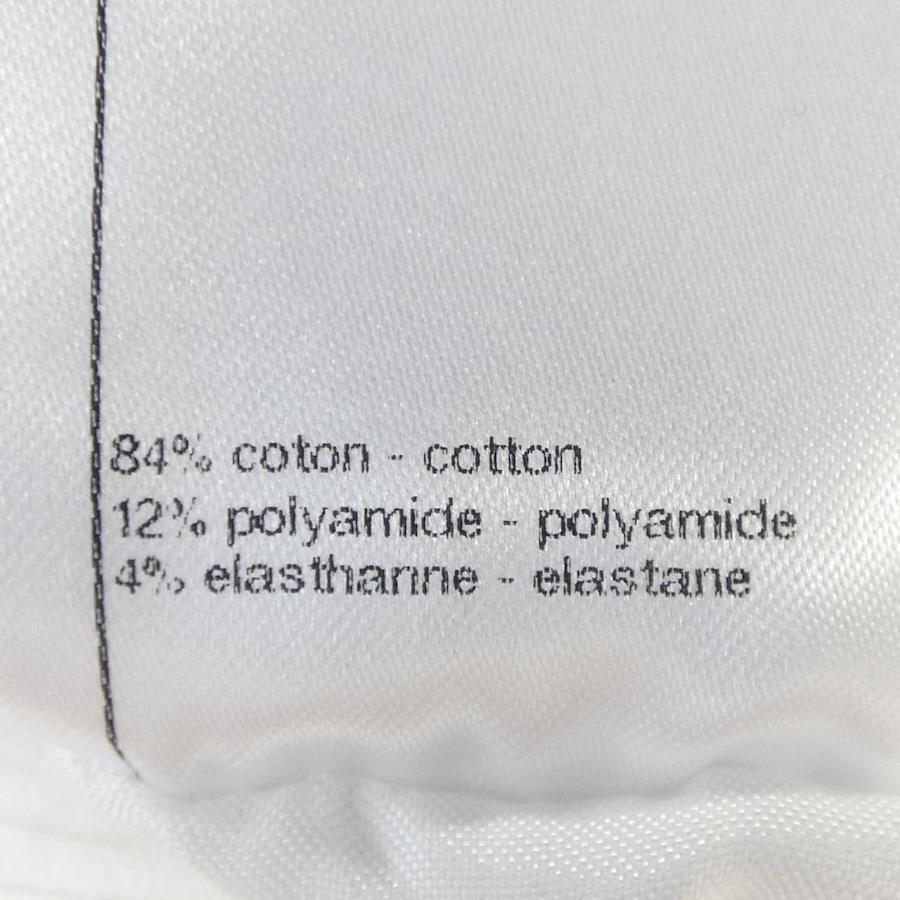 84% coton - cotton
12% polyamide - polyamide
4% elasthanne - elastane